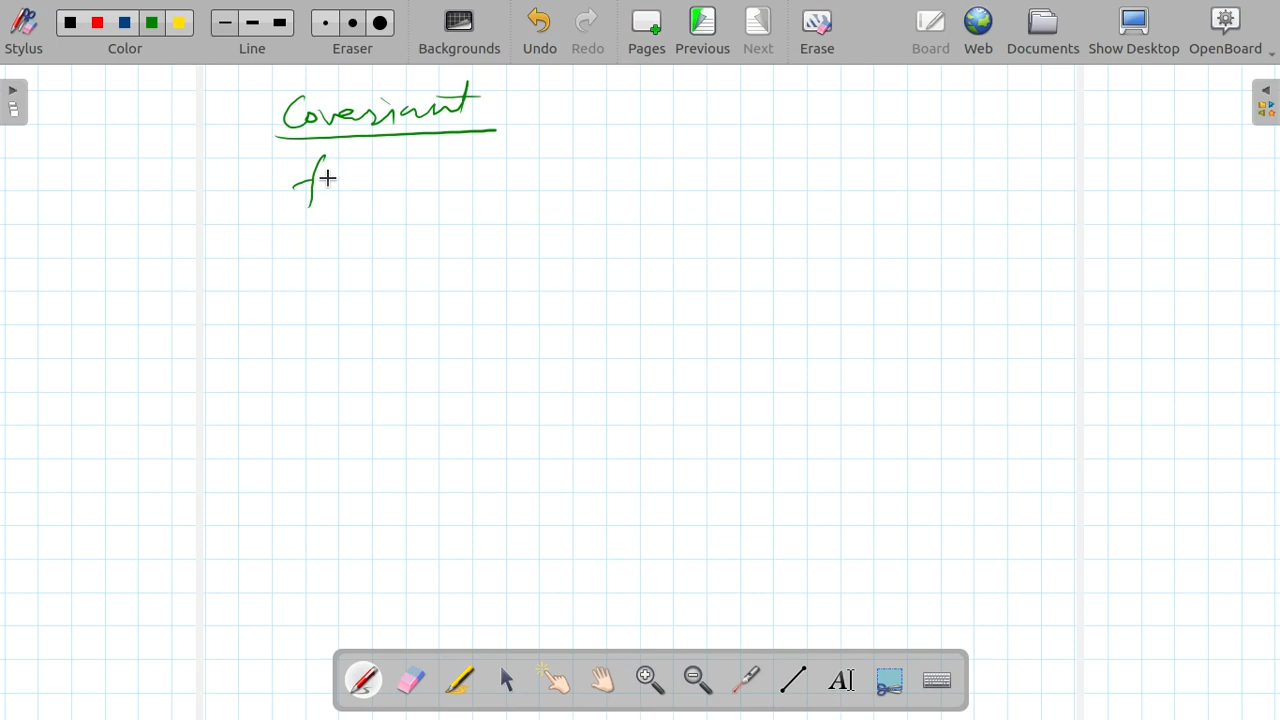 Stylus Color Line Eraser Backgrounds Undo Redo Pages Previous Next Erase Board Web Documents Show Desktop OpenBoard
Covariant
f